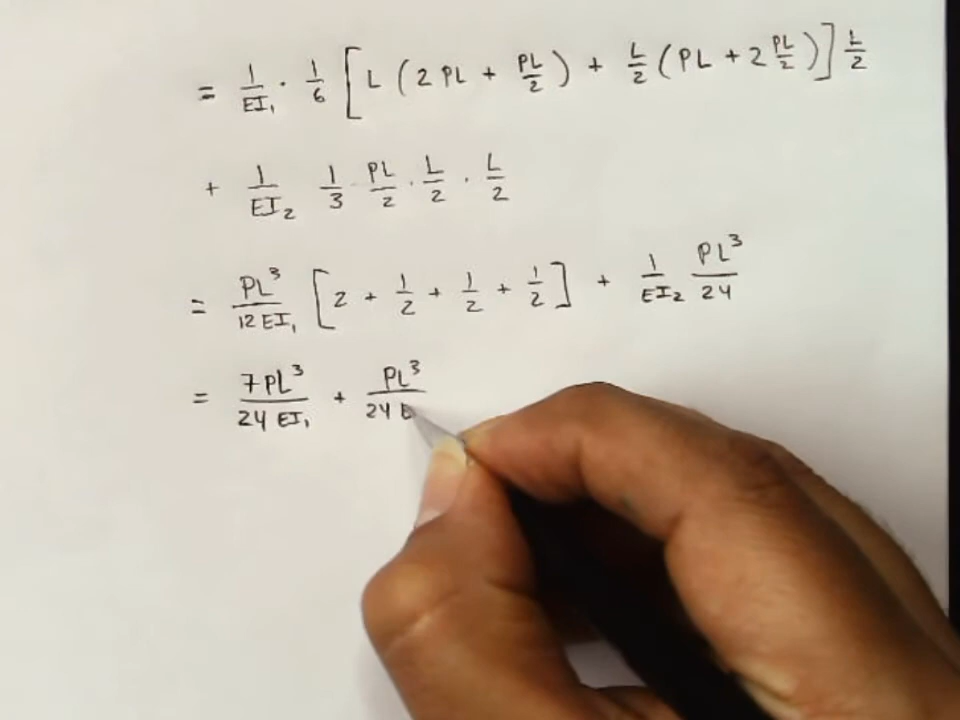 = 1/EI₁ · 1/6 [ L ( 2 PL + PL/2 ) + L/2 ( PL + 2 PL/2 ) ] L/2
+ 1/EI₂ 1/3 · PL/2 · L/2 · L/2
= PL³/12 EI₁ [ 2 + 1/2 + 1/2 + 1/2 ] + 1/EI₂ PL³/24
= 7 PL³/24 EI₁ + PL³/24 E